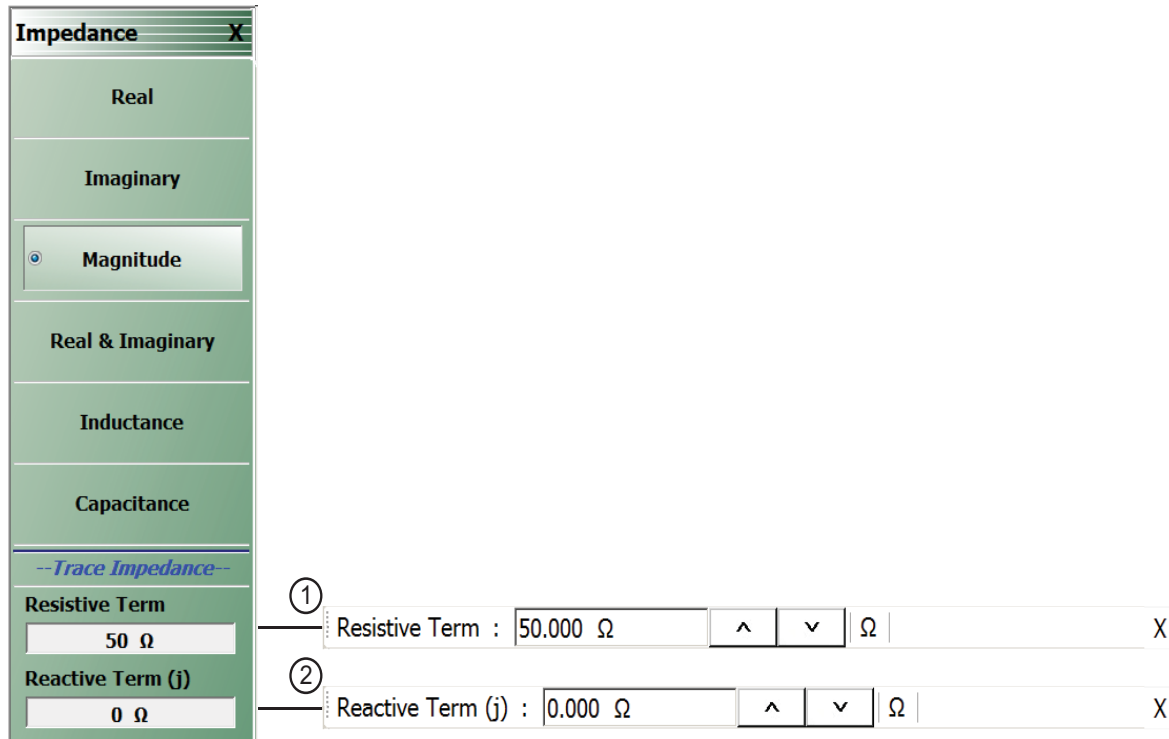 Impedance X
Real
Imaginary
Magnitude
Real & Imaginary
Inductance
Capacitance
--Trace Impedance--
Resistive Term
50 Ω
Reactive Term (j)
0 Ω
1
Resistive Term : 50.000 Ω ^ v Ω X
2
Reactive Term (j) : 0.000 Ω ^ v Ω X